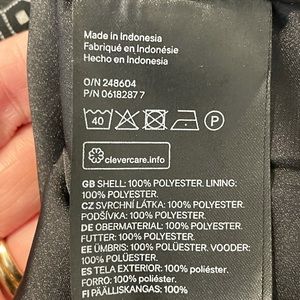 Made in Indonesia
Fabriqué en Indonésie
Hecho en Indonesia
O/N 248604
P/N 0618287 7
40
P
clevercare.info
GB SHELL: 100% POLYESTER. LINING:
100% POLYESTER.
CZ SVRCHNÍ LÁTKA: 100% POLYESTER.
PODŠÍVKA: 100% POLYESTER.
DE OBERMATERIAL: 100% POLYESTER.
FUTTER: 100% POLYESTER.
EE ÜMBRIS: 100% POLÜESTER. VOODER:
100% POLÜESTER.
ES TELA EXTERIOR: 100% poliéster.
FORRO: 100% poliéster.
FI PÄÄLLISKANGAS: 100%